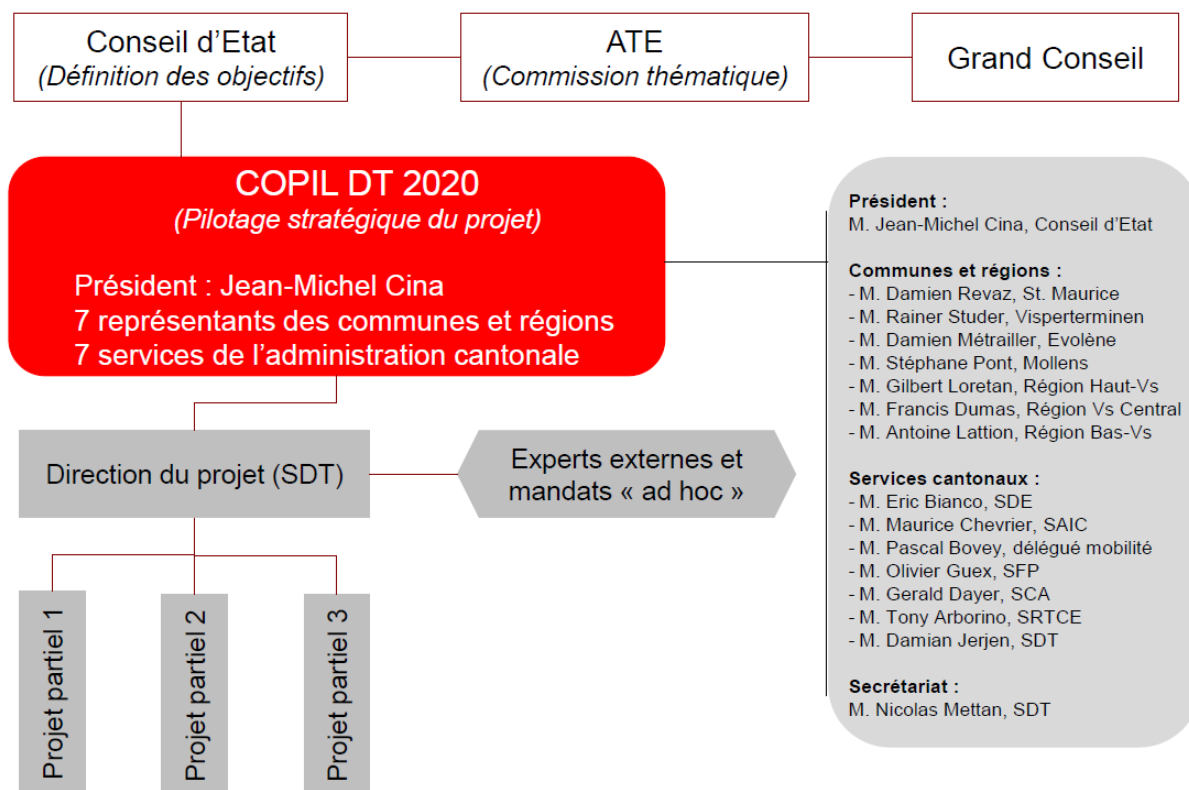 Conseil d’Etat
(Définition des objectifs)
ATE
(Commission thématique)
Grand Conseil
COPIL DT 2020
(Pilotage stratégique du projet)
Président : Jean-Michel Cina
7 représentants des communes et régions
7 services de l’administration cantonale
Président :
M. Jean-Michel Cina, Conseil d’Etat
Communes et régions :
- M. Damien Revaz, St. Maurice
- M. Rainer Studer, Visperterminen
- M. Damien Métrailler, Evolène
- M. Stéphane Pont, Mollens
- M. Gilbert Loretan, Région Haut-Vs
- M. Francis Dumas, Région Vs Central
- M. Antoine Lattion, Région Bas-Vs
Services cantonaux :
- M. Eric Bianco, SDE
- M. Maurice Chevrier, SAIC
- M. Pascal Bovey, délégué mobilité
- M. Olivier Guex, SFP
- M. Gerald Dayer, SCA
- M. Tony Arborino, SRTCE
- M. Damian Jerjen, SDT
Secrétariat :
M. Nicolas Mettan, SDT
Direction du projet (SDT)
Experts externes et
mandats « ad hoc »
Projet partiel 1
Projet partiel 2
Projet partiel 3